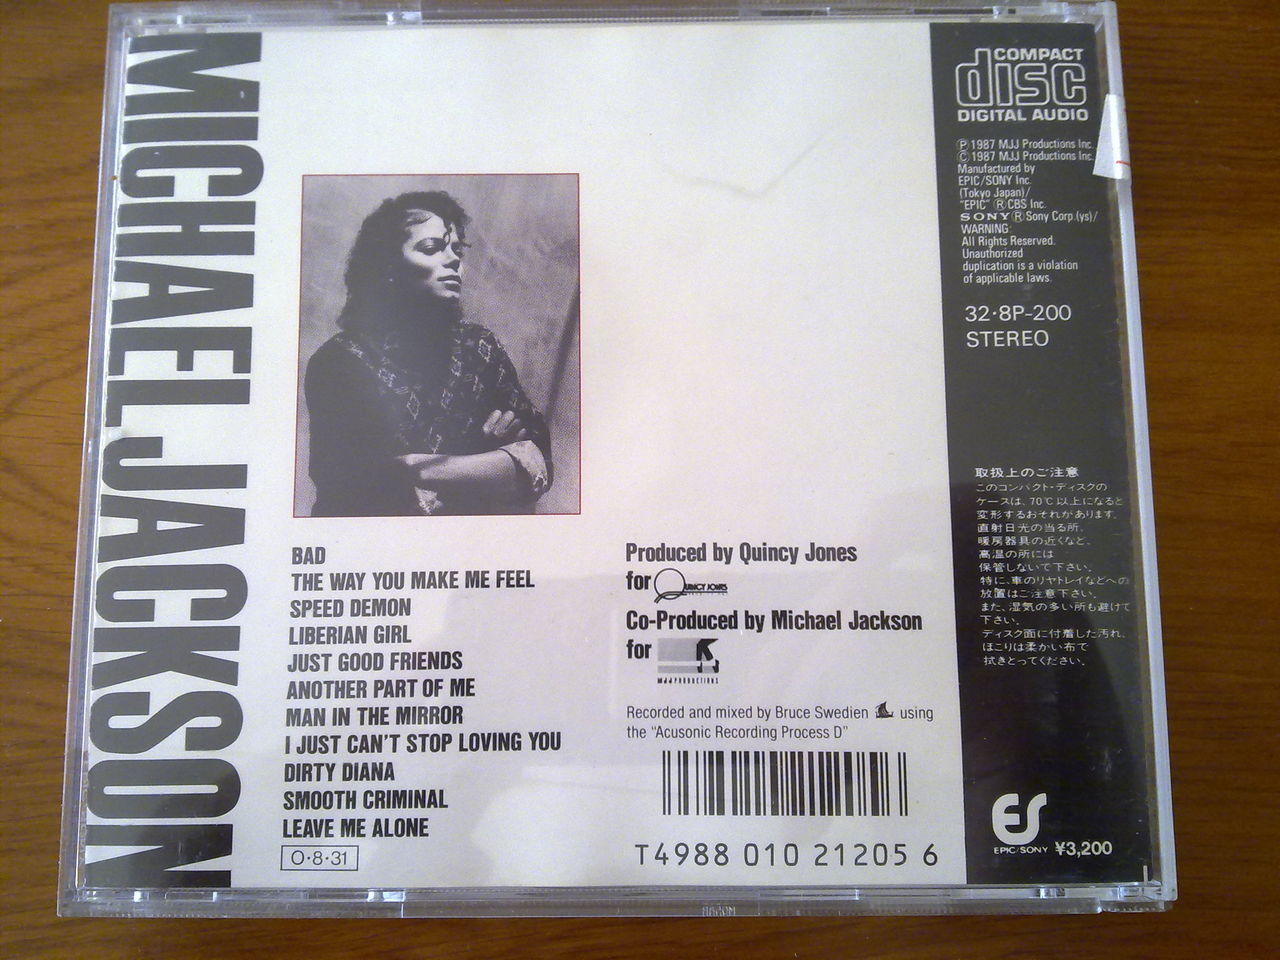 MICHAEL JACKSON
BAD
THE WAY YOU MAKE ME FEEL
SPEED DEMON
LIBERIAN GIRL
JUST GOOD FRIENDS
ANOTHER PART OF ME
MAN IN THE MIRROR
I JUST CAN'T STOP LOVING YOU
DIRTY DIANA
SMOOTH CRIMINAL
LEAVE ME ALONE
O·8·31
Produced by Quincy Jones
for QUINCY JONES
Co-Produced by Michael Jackson
for
MJJ PRODUCTIONS
Recorded and mixed by Bruce Swedien using
the "Acusonic Recording Process D"
T4988 010 21205 6
COMPACT
disc
DIGITAL AUDIO
Ⓟ 1987 MJJ Productions Inc.
Ⓒ 1987 MJJ Productions Inc.
Manufactured by
EPIC/SONY Inc.
(Tokyo Japan)/
"EPIC" Ⓡ CBS Inc.
SONY Ⓡ Sony Corp.(ys)/
WARNING:
All Rights Reserved.
Unauthorized
duplication is a violation
of applicable laws.
32·8P-200
STEREO
取扱上のご注意
このコンパクト・ディスクの
ケースは、70℃以上になると
変形するおそれがあります。
直射日光の当る所、
暖房器具の近くなど、
高温の所には
保管しないで下さい。
特に、車のリヤトレイなどへの
放置はご注意下さい。
また、湿気の多い所も避けて
下さい。
ディスク面に付着した汚れ、
ほこりは柔かい布で
拭きとってください。
ES
EPIC/SONY ¥3,200